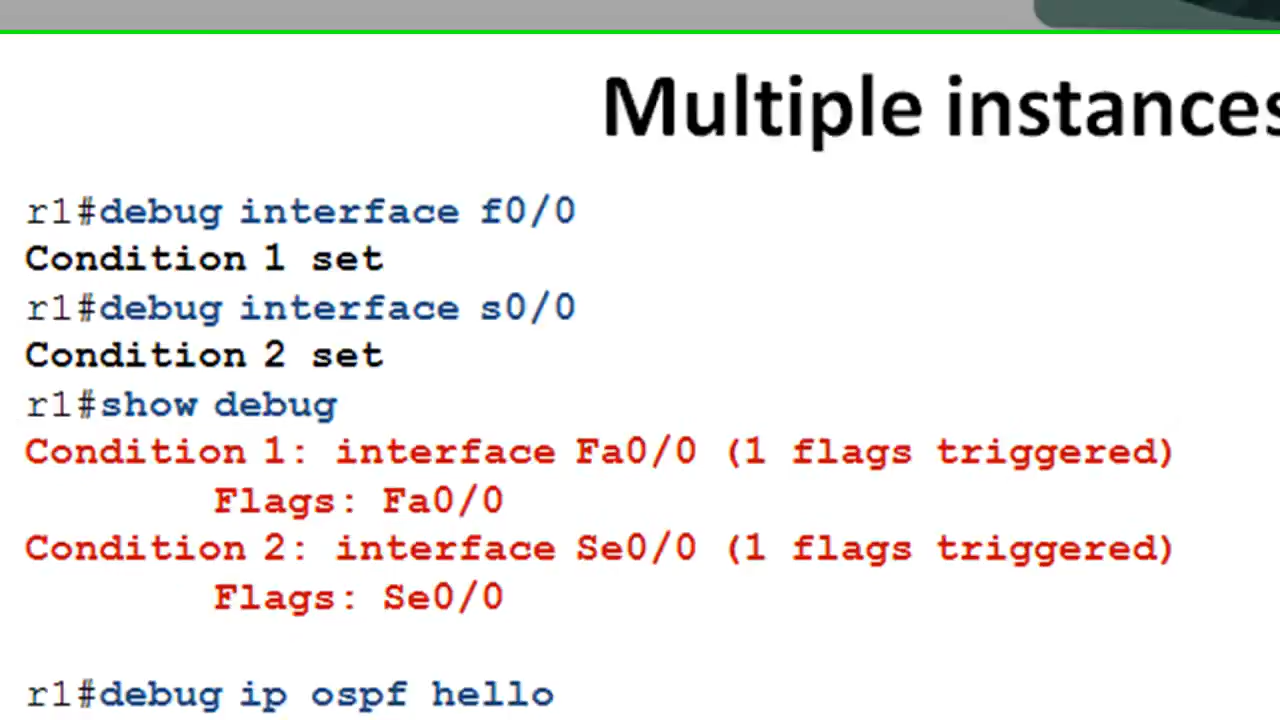 Multiple instances
r1#debug interface f0/0
Condition 1 set
r1#debug interface s0/0
Condition 2 set
r1#show debug
Condition 1: interface Fa0/0 (1 flags triggered)
Flags: Fa0/0
Condition 2: interface Se0/0 (1 flags triggered)
Flags: Se0/0
r1#debug ip ospf hello